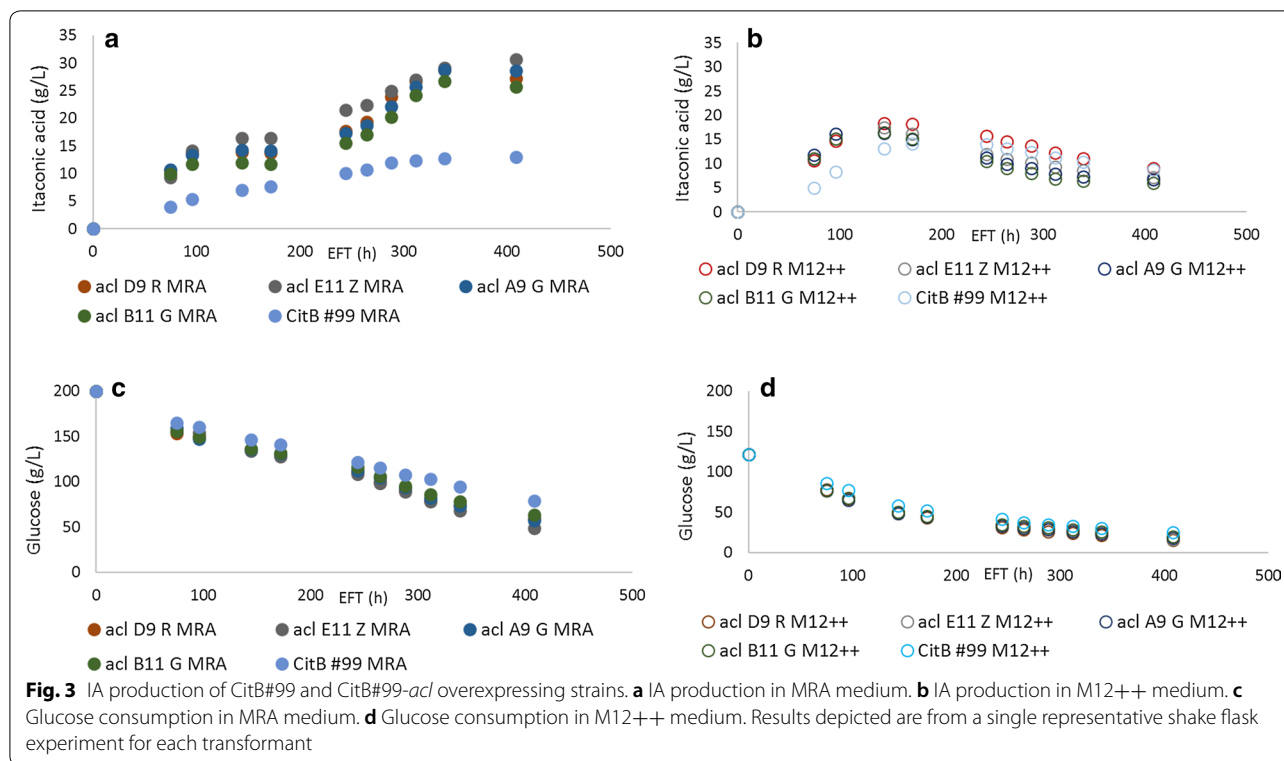 a
35
30
25
20
15
10
5
0
Itaconic acid (g/L)
0 100 200 300 400 500
EFT (h)
acl D9 R MRA acl E11 Z MRA acl A9 G MRA
acl B11 G MRA CitB #99 MRA
b
35
30
25
20
15
10
5
0
Itaconic acid (g/L)
0 100 200 300 400 500
EFT (h)
acl D9 R M12++ acl E11 Z M12++ acl A9 G M12++
acl B11 G M12++ CitB #99 M12++
c
200
150
100
50
0
Glucose (g/L)
0 100 200 300 400 500
EFT (h)
acl D9 R MRA acl E11 Z MRA acl A9 G MRA
acl B11 G MRA CitB #99 MRA
d
200
150
100
50
0
Glucose (g/L)
0 100 200 300 400 500
EFT (h)
acl D9 R M12++ acl E11 Z M12++ acl A9 G M12++
acl B11 G M12++ CitB #99 M12++
Fig. 3 IA production of CitB#99 and CitB#99-acl overexpressing strains. a IA production in MRA medium. b IA production in M12++ medium. c
Glucose consumption in MRA medium. d Glucose consumption in M12++ medium. Results depicted are from a single representative shake flask
experiment for each transformant